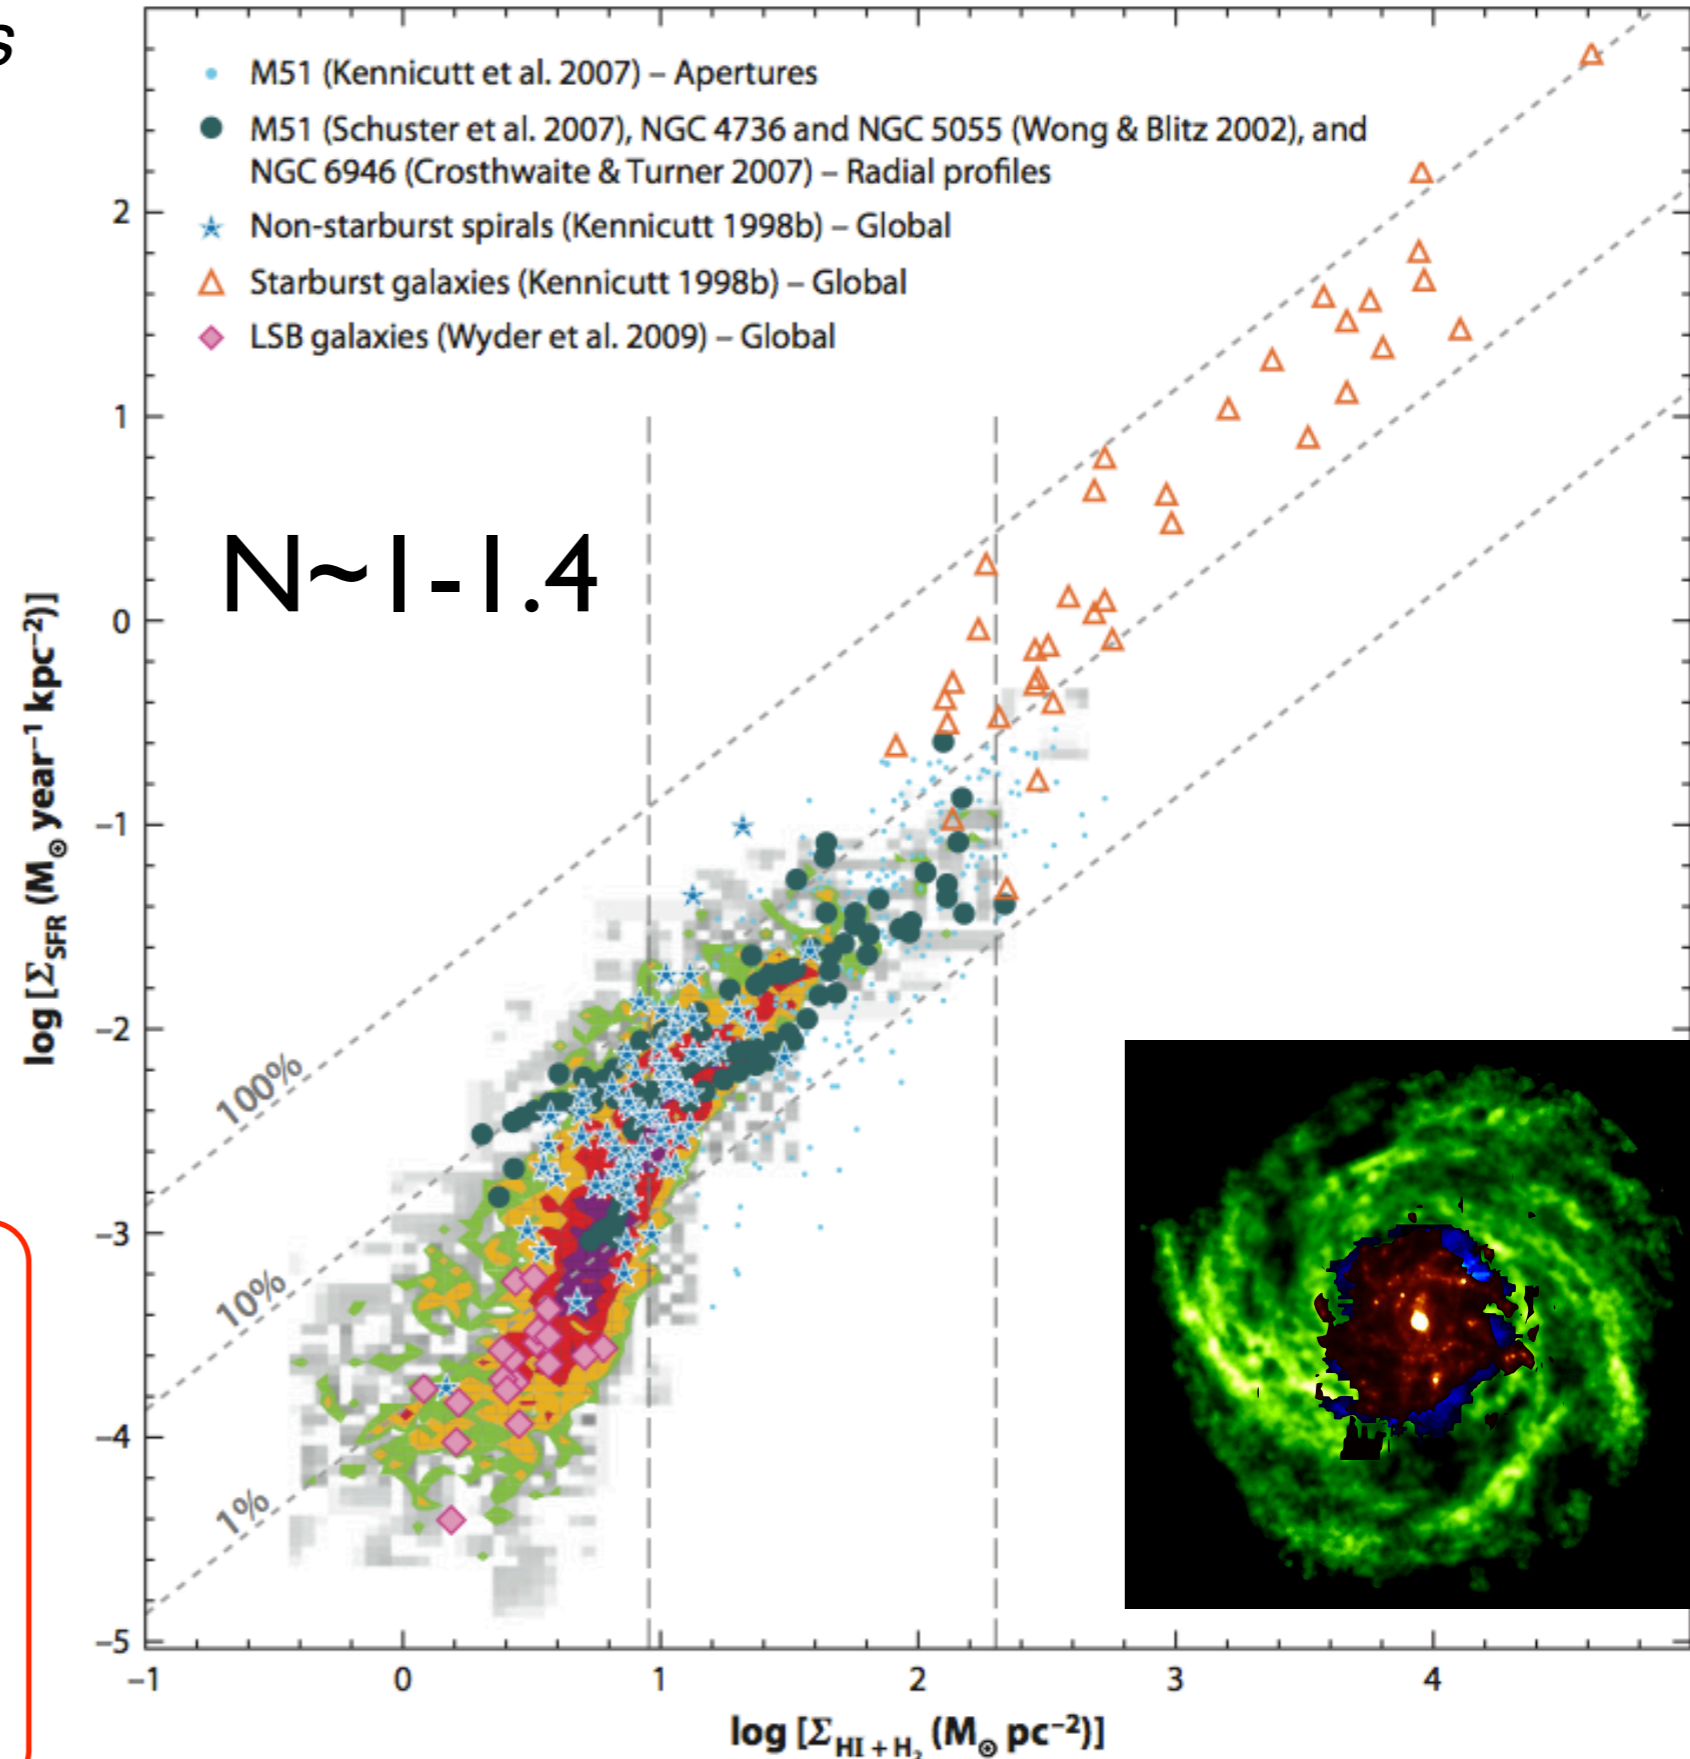 s
M51 (Kennicutt et al. 2007) – Apertures
M51 (Schuster et al. 2007), NGC 4736 and NGC 5055 (Wong & Blitz 2002), and
NGC 6946 (Crosthwaite & Turner 2007) – Radial profiles
Non-starburst spirals (Kennicutt 1998b) – Global
Starburst galaxies (Kennicutt 1998b) – Global
LSB galaxies (Wyder et al. 2009) – Global
N~1-1.4
log [Σ_SFR (M⊙ year⁻¹ kpc⁻²)]
2
1
0
−1
−2
−3
−4
−5
100%
10%
1%
−1 0 1 2 3 4
log [Σ_HI + H₂ (M⊙ pc⁻²)]